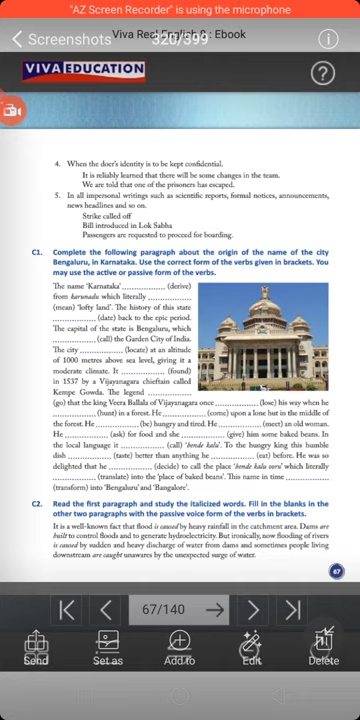 "AZ Screen Recorder" is using the microphone
Screenshots
320/399
VIVA EDUCATION
4. When the doer's identity is to be kept confidential.
It is reliably learned that there will be some changes in the team.
We are told that one of the prisoners has escaped.
5. In all impersonal writings such as scientific reports, formal notices, announcements,
news headlines and so on.
Strike called off
Bill introduced in Lok Sabha
Passengers are requested to proceed for boarding.
C1. Complete the following paragraph about the origin of the name of the city
Bengaluru, in Karnataka. Use the correct form of the verbs given in brackets. You
may use the active or passive form of the verbs.
The name 'Karnataka' ................ (derive)
from karunadu which literally ................
(mean) 'lofty land'. The history of this state
................ (date) back to the epic period.
The capital of the state is Bengaluru, which
................ (call) the Garden City of India.
The city ................ (locate) at an altitude
of 1000 metres above sea level, giving it a
moderate climate. It ................ (found)
in 1537 by a Vijayanagara chieftain called
Kempe Gowda. The legend ................
(go) that the king Veera Ballala of Vijayanagara once ................ (lose) his way when he
................ (hunt) in a forest. He ................ (come) upon a lone hut in the middle of
the forest. He ................ (be) hungry and tired. He ................ (meet) an old woman.
He ................ (ask) for food and she ................ (give) him some baked beans. In
the local language it ................ (call) 'bende kalu'. To the hungry king this humble
dish ................ (taste) better than anything he ................ (eat) before. He was so
delighted that he ................ (decide) to call the place 'bende kalu ooru' which literally
................ (translate) into the 'place of baked beans'. This name in time ................
(transform) into 'Bengaluru' and 'Bangalore'.
C2. Read the first paragraph and study the italicized words. Fill in the blanks in the
other two paragraphs with the passive voice form of the verbs in brackets.
It is a well-known fact that flood is caused by heavy rainfall in the catchment area. Dams are
built to control floods and to generate hydroelectricity. But ironically, now flooding of rivers
is caused by sudden and heavy discharge of water from dams and sometimes people living
downstream are caught unawares by the unexpected surge of water.
67
67/140
Send
Set as
Add to
Edit
Delete